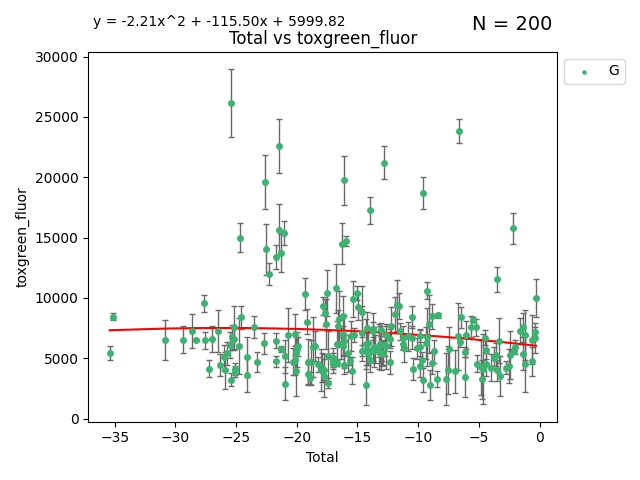 y = -2.21x^2 + -115.50x + 5999.82
N = 200
Total vs toxgreen_fluor
G
30000
25000
20000
15000
10000
5000
0
toxgreen_fluor
−35 −30 −25 −20 −15 −10 −5 0
Total